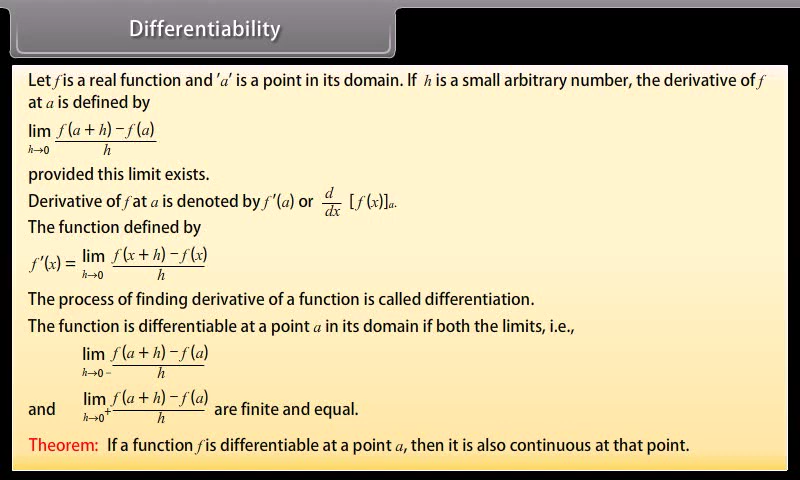 Differentiability
Let f is a real function and 'a' is a point in its domain. If h is a small arbitrary number, the derivative of f
at a is defined by
lim h→0 f(a + h) – f(a) / h
provided this limit exists.
Derivative of f at a is denoted by f'(a) or d/dx [f(x)]a.
The function defined by
f'(x) = lim h→0 f(x + h) – f(x) / h
The process of finding derivative of a function is called differentiation.
The function is differentiable at a point a in its domain if both the limits, i.e.,
lim h→0– f(a + h) – f(a) / h
and lim h→0+ f(a + h) – f(a) / h are finite and equal.
Theorem: If a function f is differentiable at a point a, then it is also continuous at that point.